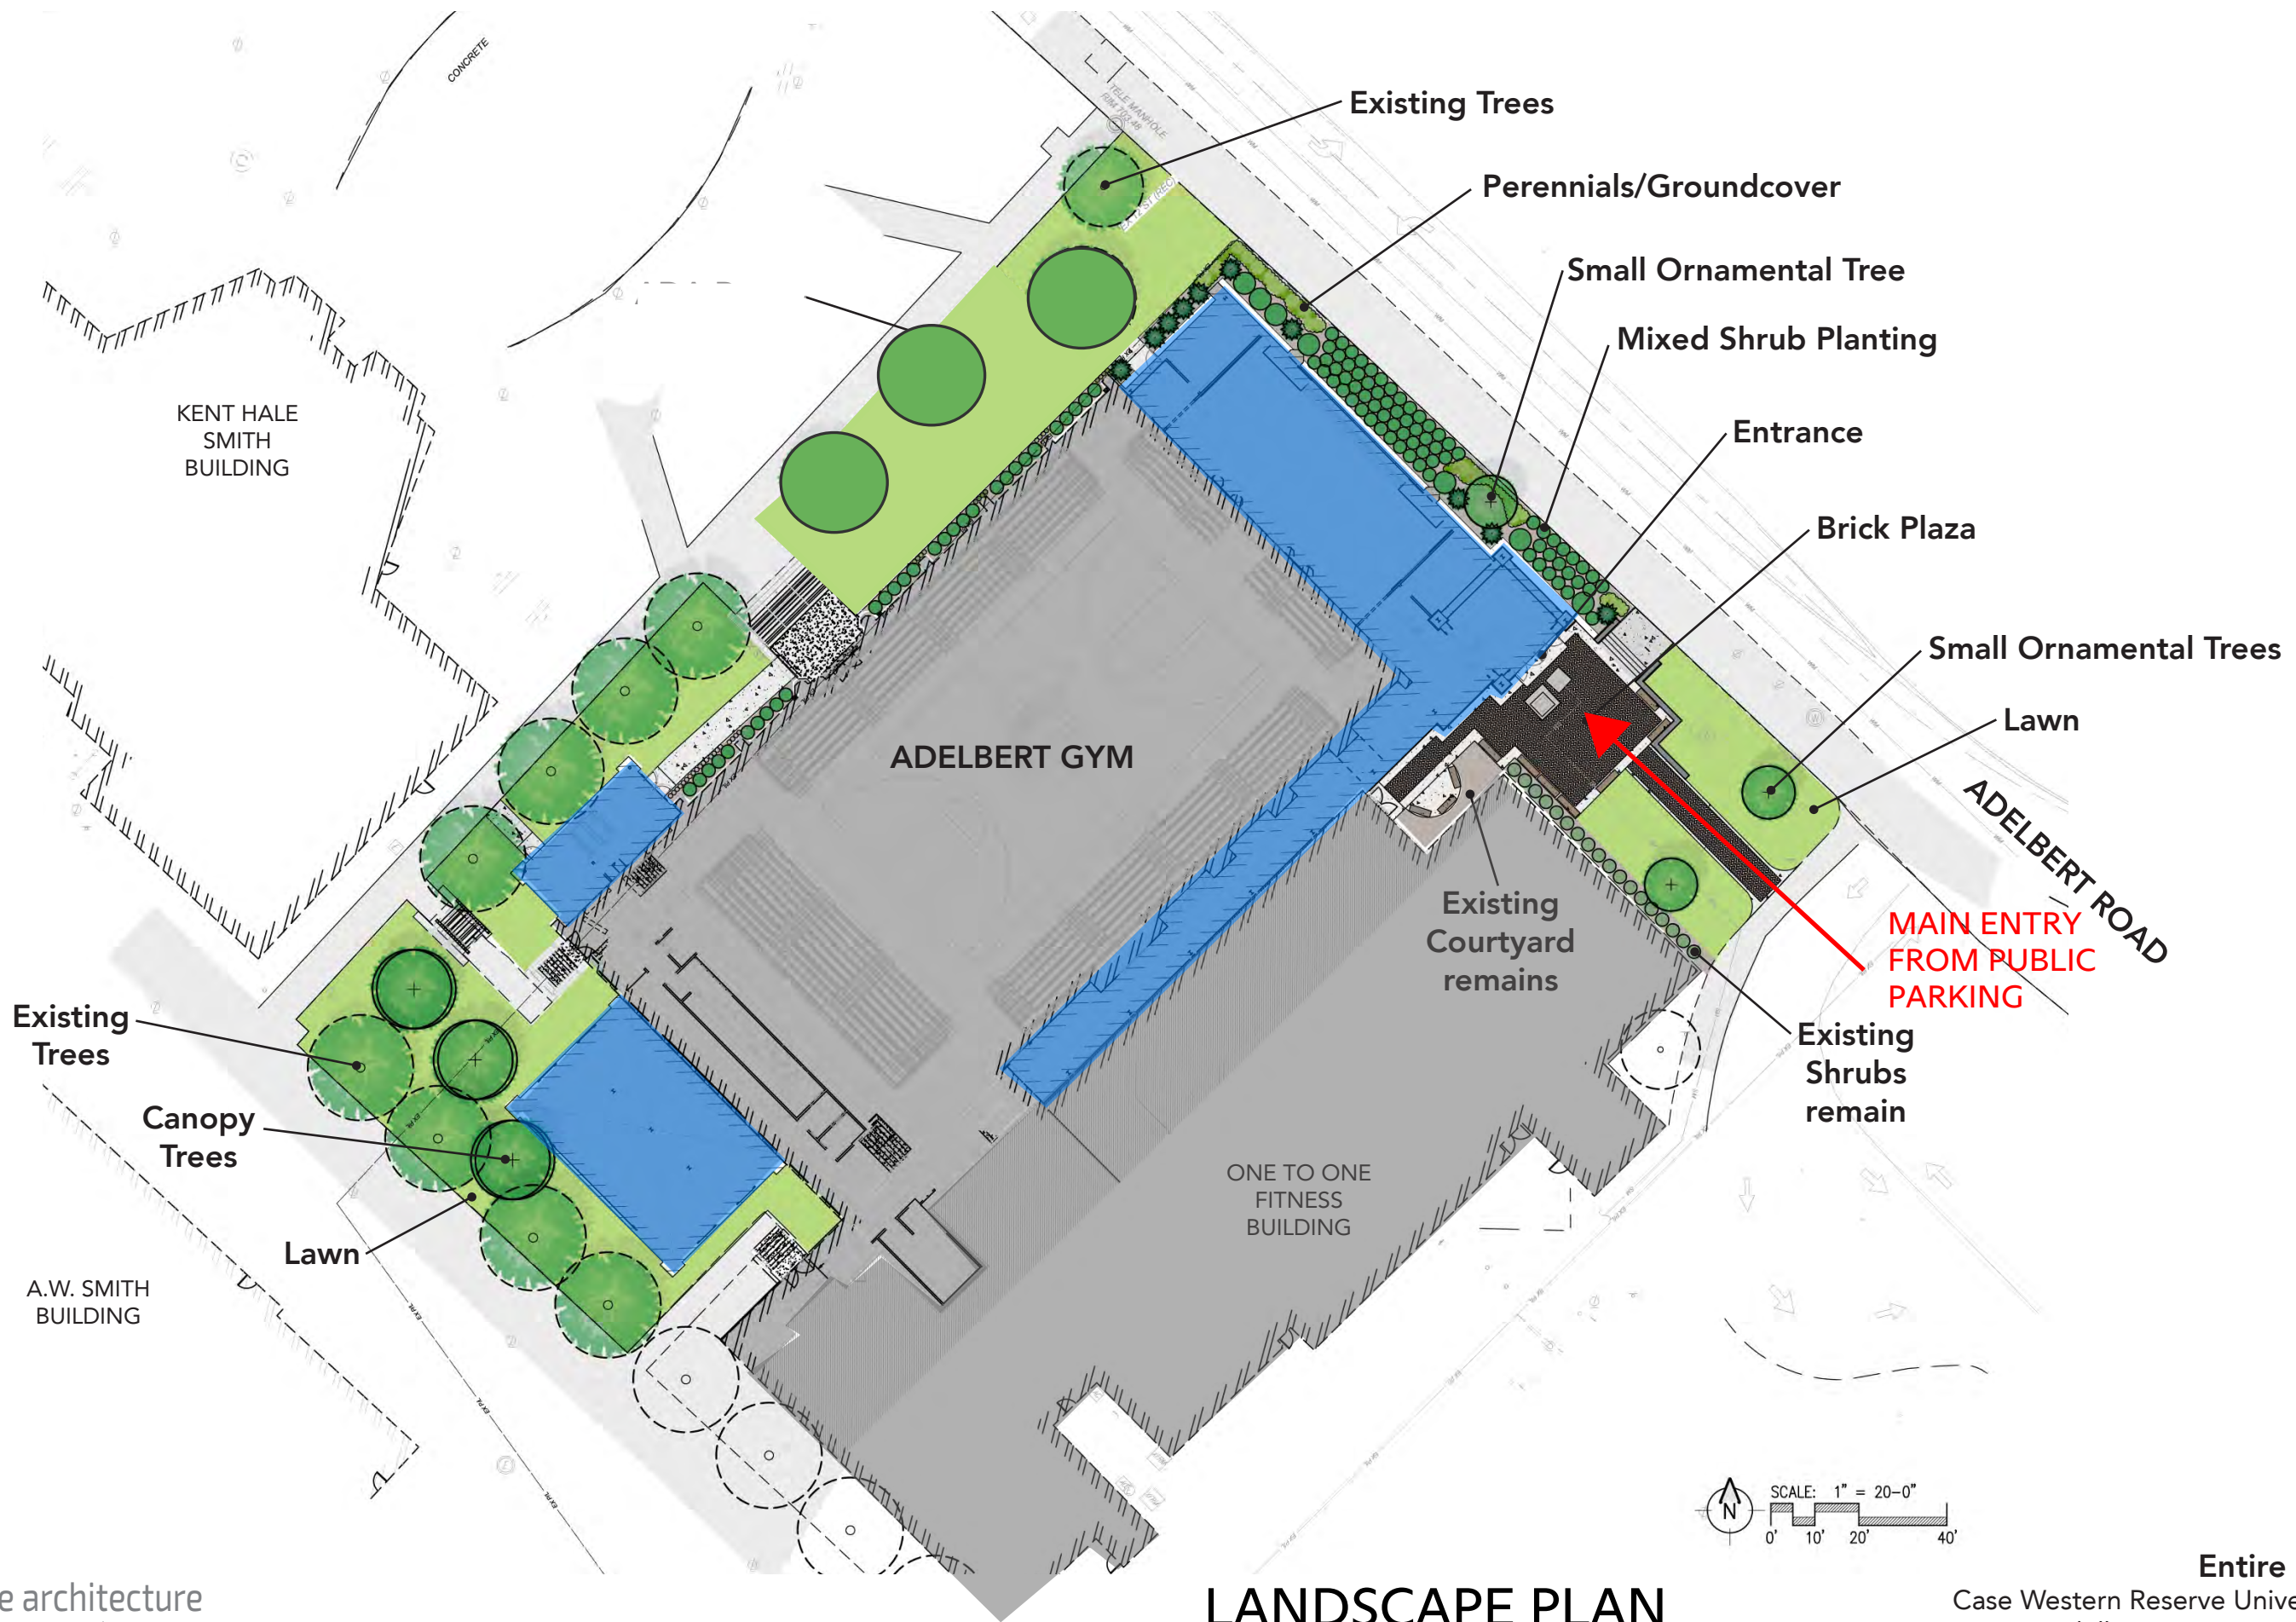 CONCRETE
TELE MANHOLE
Existing Trees
Perennials/Groundcover
Small Ornamental Tree
Mixed Shrub Planting
Entrance
Brick Plaza
Small Ornamental Trees
Lawn
ADELBERT ROAD
KENT HALE
SMITH
BUILDING
ADELBERT GYM
Existing
Courtyard
remains
MAIN ENTRY
FROM PUBLIC
PARKING
Existing
Shrubs
remain
Existing
Trees
Canopy
Trees
Lawn
A.W. SMITH
BUILDING
ONE TO ONE
FITNESS
BUILDING
N
SCALE: 1" = 20-0"
0' 10' 20' 40'
Entire
Case Western Reserve Unive
e architecture
LANDSCAPE PLAN